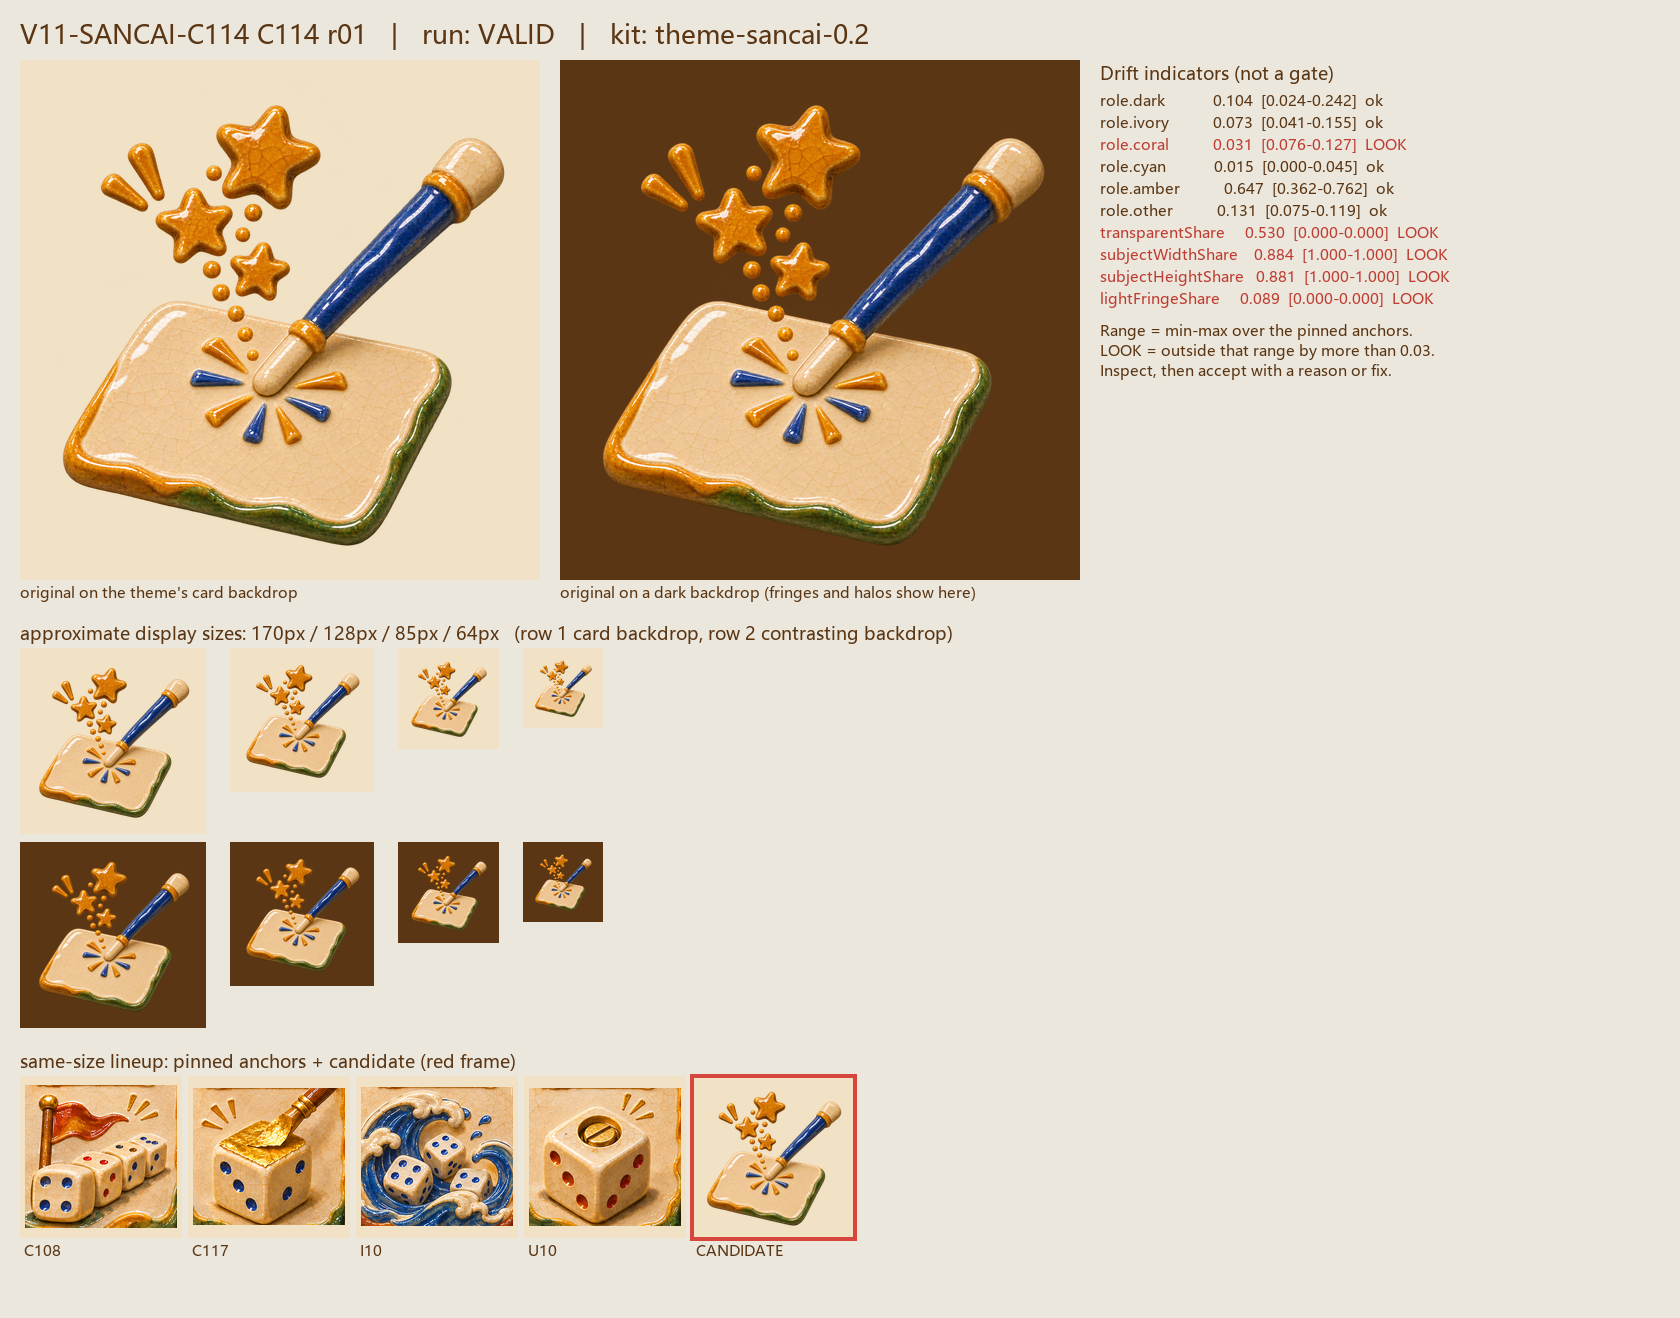 V11-SANCAI-C114 C114 r01 | run: VALID | kit: theme-sancai-0.2
Drift indicators (not a gate)
role.dark 0.104 [0.024-0.242] ok
role.ivory 0.073 [0.041-0.155] ok
role.coral 0.031 [0.076-0.127] LOOK
role.cyan 0.015 [0.000-0.045] ok
role.amber 0.647 [0.362-0.762] ok
role.other 0.131 [0.075-0.119] ok
transparentShare 0.530 [0.000-0.000] LOOK
subjectWidthShare 0.884 [1.000-1.000] LOOK
subjectHeightShare 0.881 [1.000-1.000] LOOK
lightFringeShare 0.089 [0.000-0.000] LOOK
Range = min-max over the pinned anchors.
LOOK = outside that range by more than 0.03.
Inspect, then accept with a reason or fix.
original on the theme's card backdrop
original on a dark backdrop (fringes and halos show here)
approximate display sizes: 170px / 128px / 85px / 64px (row 1 card backdrop, row 2 contrasting backdrop)
same-size lineup: pinned anchors + candidate (red frame)
C108
C117
I10
U10
CANDIDATE